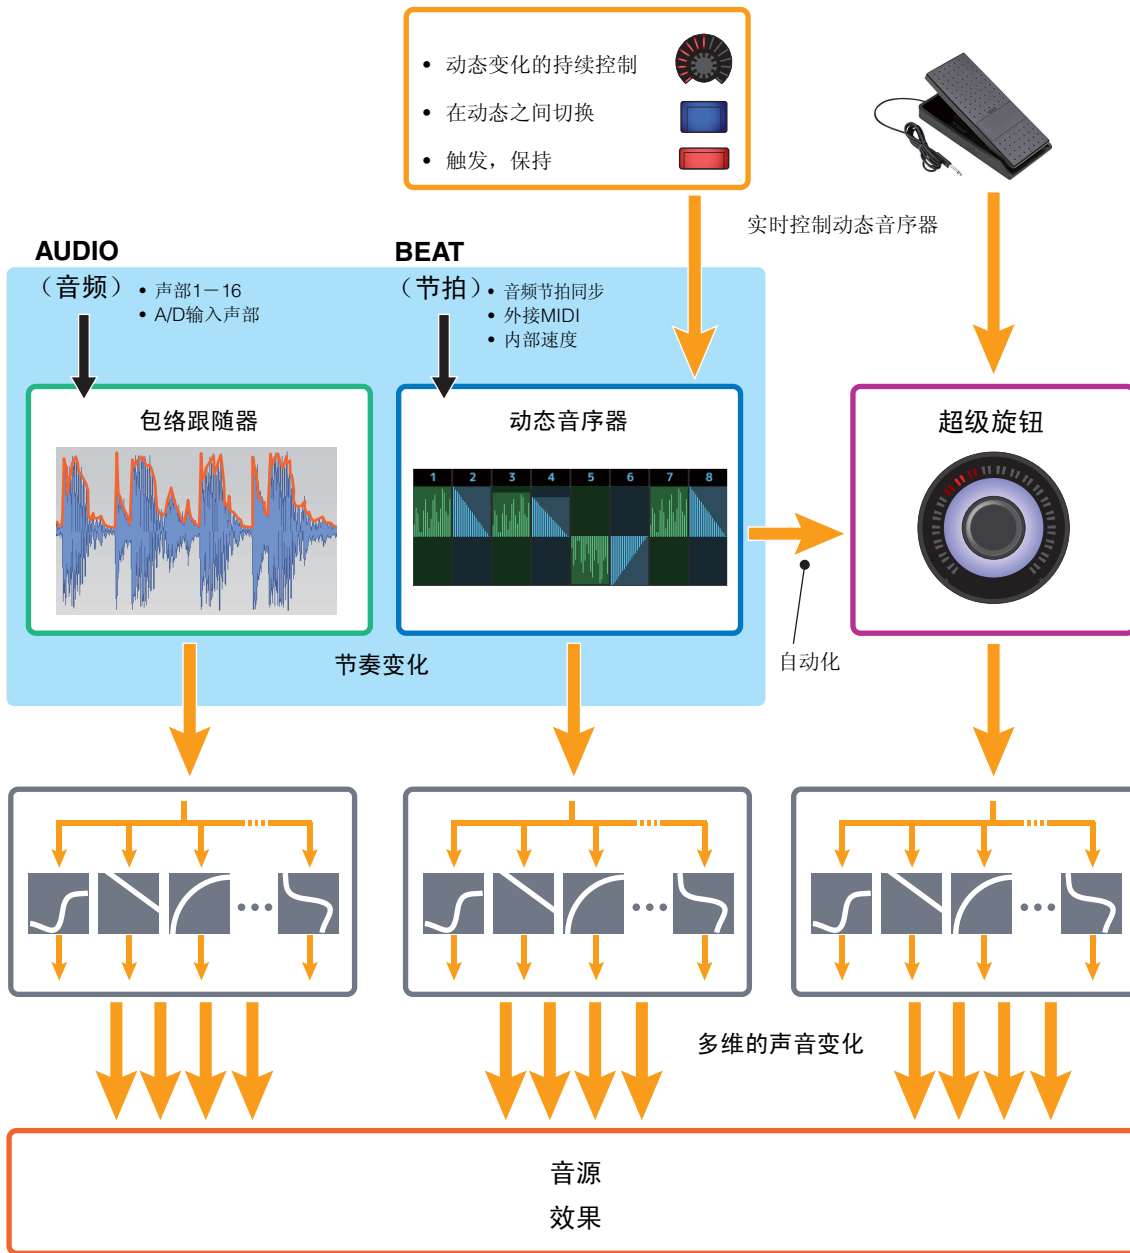 • 动态变化的持续控制
• 在动态之间切换
• 触发，保持
实时控制动态音序器
AUDIO
（音频）
• 声部1－16
• A/D输入声部
BEAT
（节拍）
• 音频节拍同步
• 外接MIDI
• 内部速度
包络跟随器
动态音序器
1 2 3 4 5 6 7 8
超级旋钮
自动化
节奏变化
多维的声音变化
音源
效果